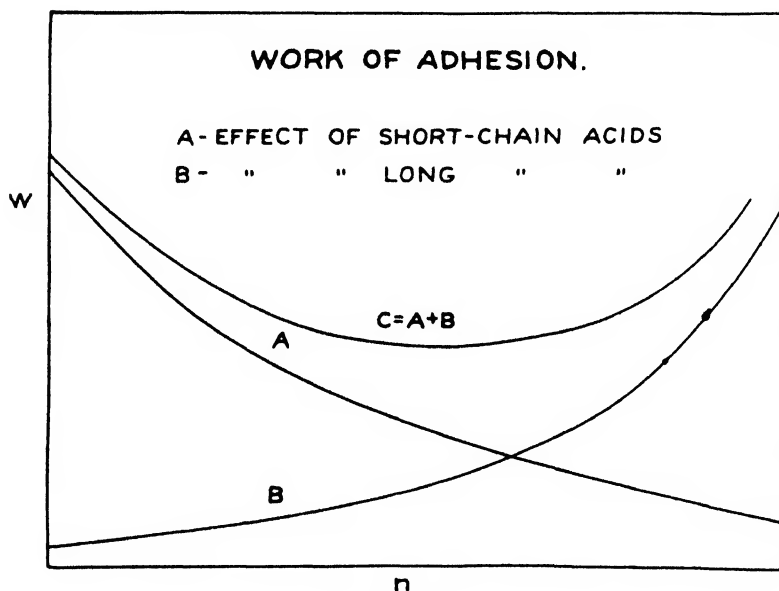 WORK OF ADHESION.
A-EFFECT OF SHORT-CHAIN ACIDS
B- " " LONG " "
W
C=A+B
A
B
n